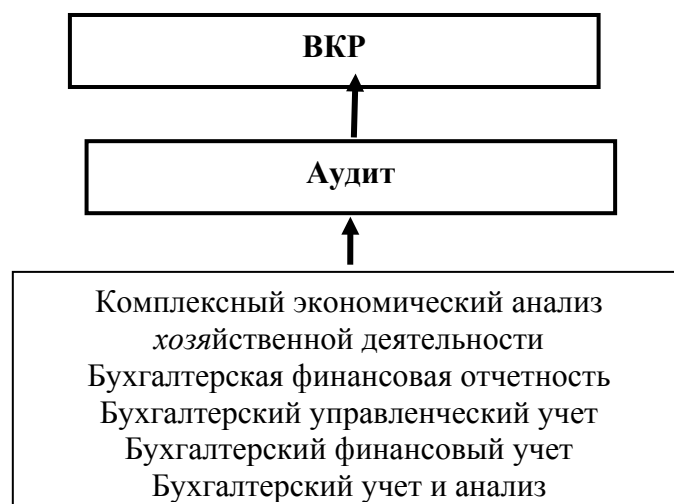 ВКР
Аудит
Комплексный экономический анализ
хозяйственной деятельности
Бухгалтерская финансовая отчетность
Бухгалтерский управленческий учет
Бухгалтерский финансовый учет
Бухгалтерский учет и анализ